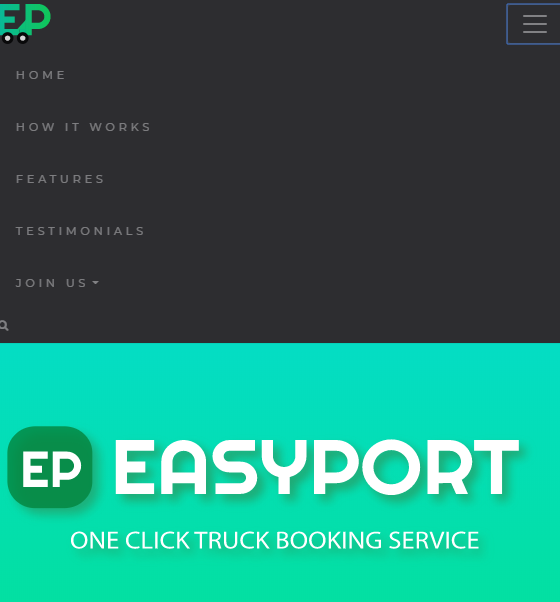 EP
HOME
HOW IT WORKS
FEATURES
TESTIMONIALS
JOIN US
EP EASYPORT
ONE CLICK TRUCK BOOKING SERVICE